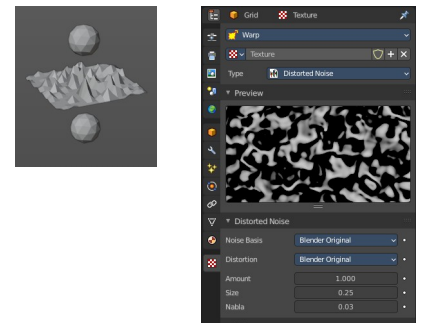 Grid Texture
Warp
Texture
Type Distorted Noise
Preview
Distorted Noise
Noise Basis Blender Original
Distortion Blender Original
Amount 1.000
Size 0.25
Nabla 0.03